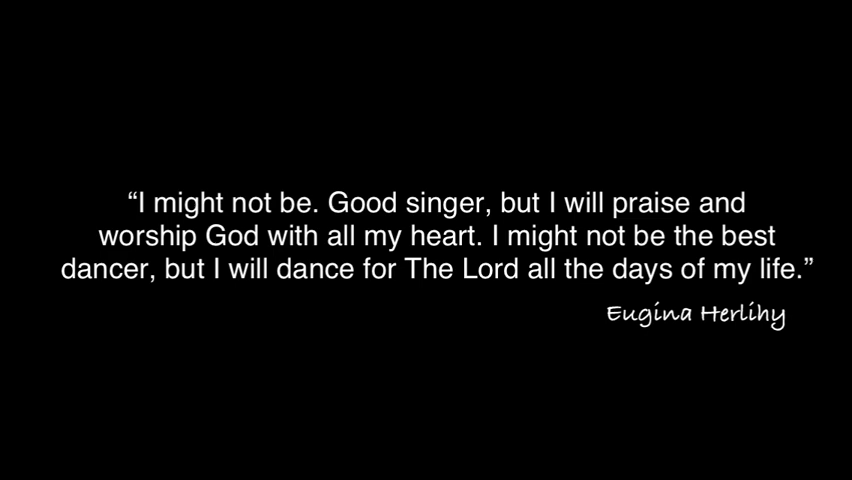 “I might not be. Good singer, but I will praise and
worship God with all my heart. I might not be the best
dancer, but I will dance for The Lord all the days of my life.”
Eugina Herlihy